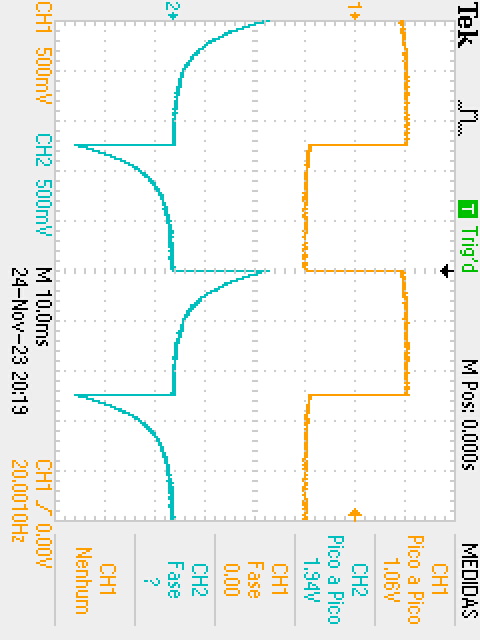 Tek
T Trig'd
M Pos: 0.000s
MEDIDAS
1
2
CH1
Pico a Pico
1.06V
CH2
Pico a Pico
1.94V
CH1
Fase
0.00
CH2
Fase
?
CH1
Nenhum
CH1 500mV
CH2 500mV
M 10.0ms
CH1 / 0.00V
24-Nov-23 20:19
20.0010Hz